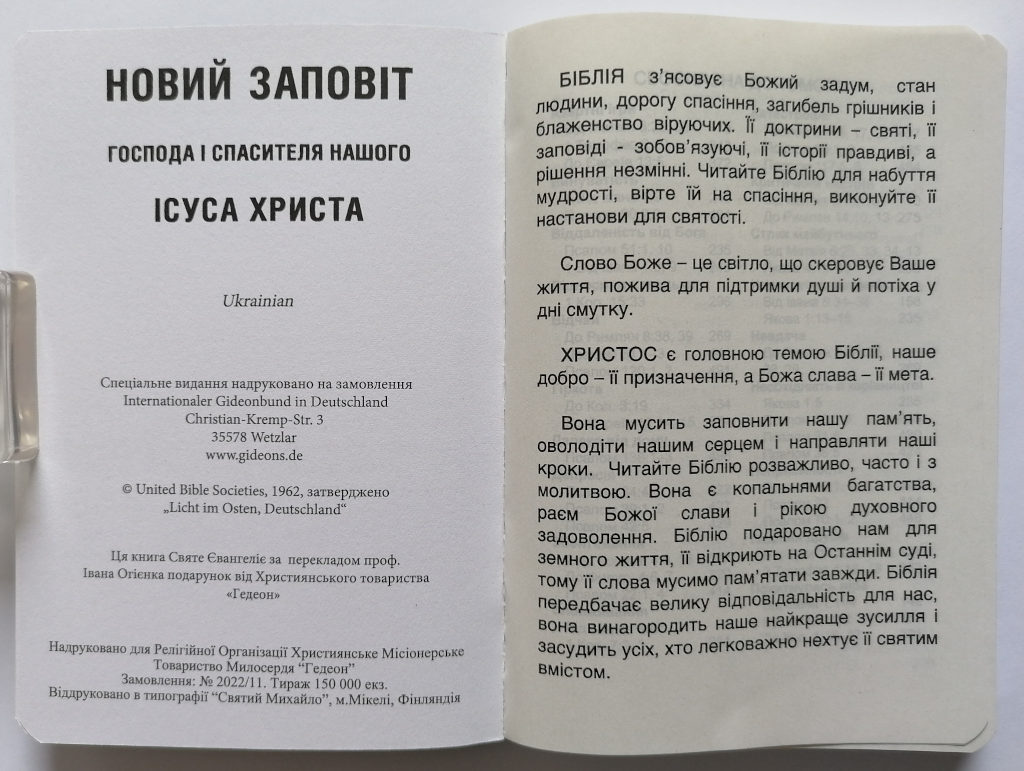 НОВИЙ ЗАПОВІТ
ГОСПОДА І СПАСИТЕЛЯ НАШОГО
ІСУСА ХРИСТА
Ukrainian
Спеціальне видання надруковано на замовлення
Internationaler Gideonbund in Deutschland
Christian-Kremp-Str. 3
35578 Wetzlar
www.gideons.de
© United Bible Societies, 1962, затверджено
„Licht im Osten, Deutschland“
Ця книга Святе Євангеліє за перекладом проф.
Івана Огієнка подарунок від Християнського товариства
«Гедеон»
Надруковано для Релігійної Організації Християнське Місіонерське
Товариство Милосердя “Гедеон”
Замовлення: № 2022/11. Тираж 150 000 екз.
Віддруковано в типографії “Святий Михайло”, м.Мікелі, Фінляндія
БІБЛІЯ з’ясовує Божий задум, стан
людини, дорогу спасіння, загибель грішників і
блаженство віруючих. Її доктрини – святі, її
заповіді - зобов’язуючі, її історії правдиві, а
рішення незмінні. Читайте Біблію для набуття
мудрості, вірте їй на спасіння, виконуйте її
настанови для святості.
Слово Боже – це світло, що скеровує Ваше
життя, пожива для підтримки душі й потіха у
дні смутку.
ХРИСТОС є головною темою Біблії, наше
добро – її призначення, а Божа слава – її мета.
Вона мусить заповнити нашу пам’ять,
оволодіти нашим серцем і направляти наші
кроки. Читайте Біблію розважливо, часто і з
молитвою. Вона є копальнями багатства,
раєм Божої слави і рікою духовного
задоволення. Біблію подаровано нам для
земного життя, її відкриють на Останнім суді,
тому її слова мусимо пам’ятати завжди. Біблія
передбачає велику відповідальність для нас,
вона винагородить наше найкраще зусилля і
засудить усіх, хто легковажно нехтує її святим
вмістом.